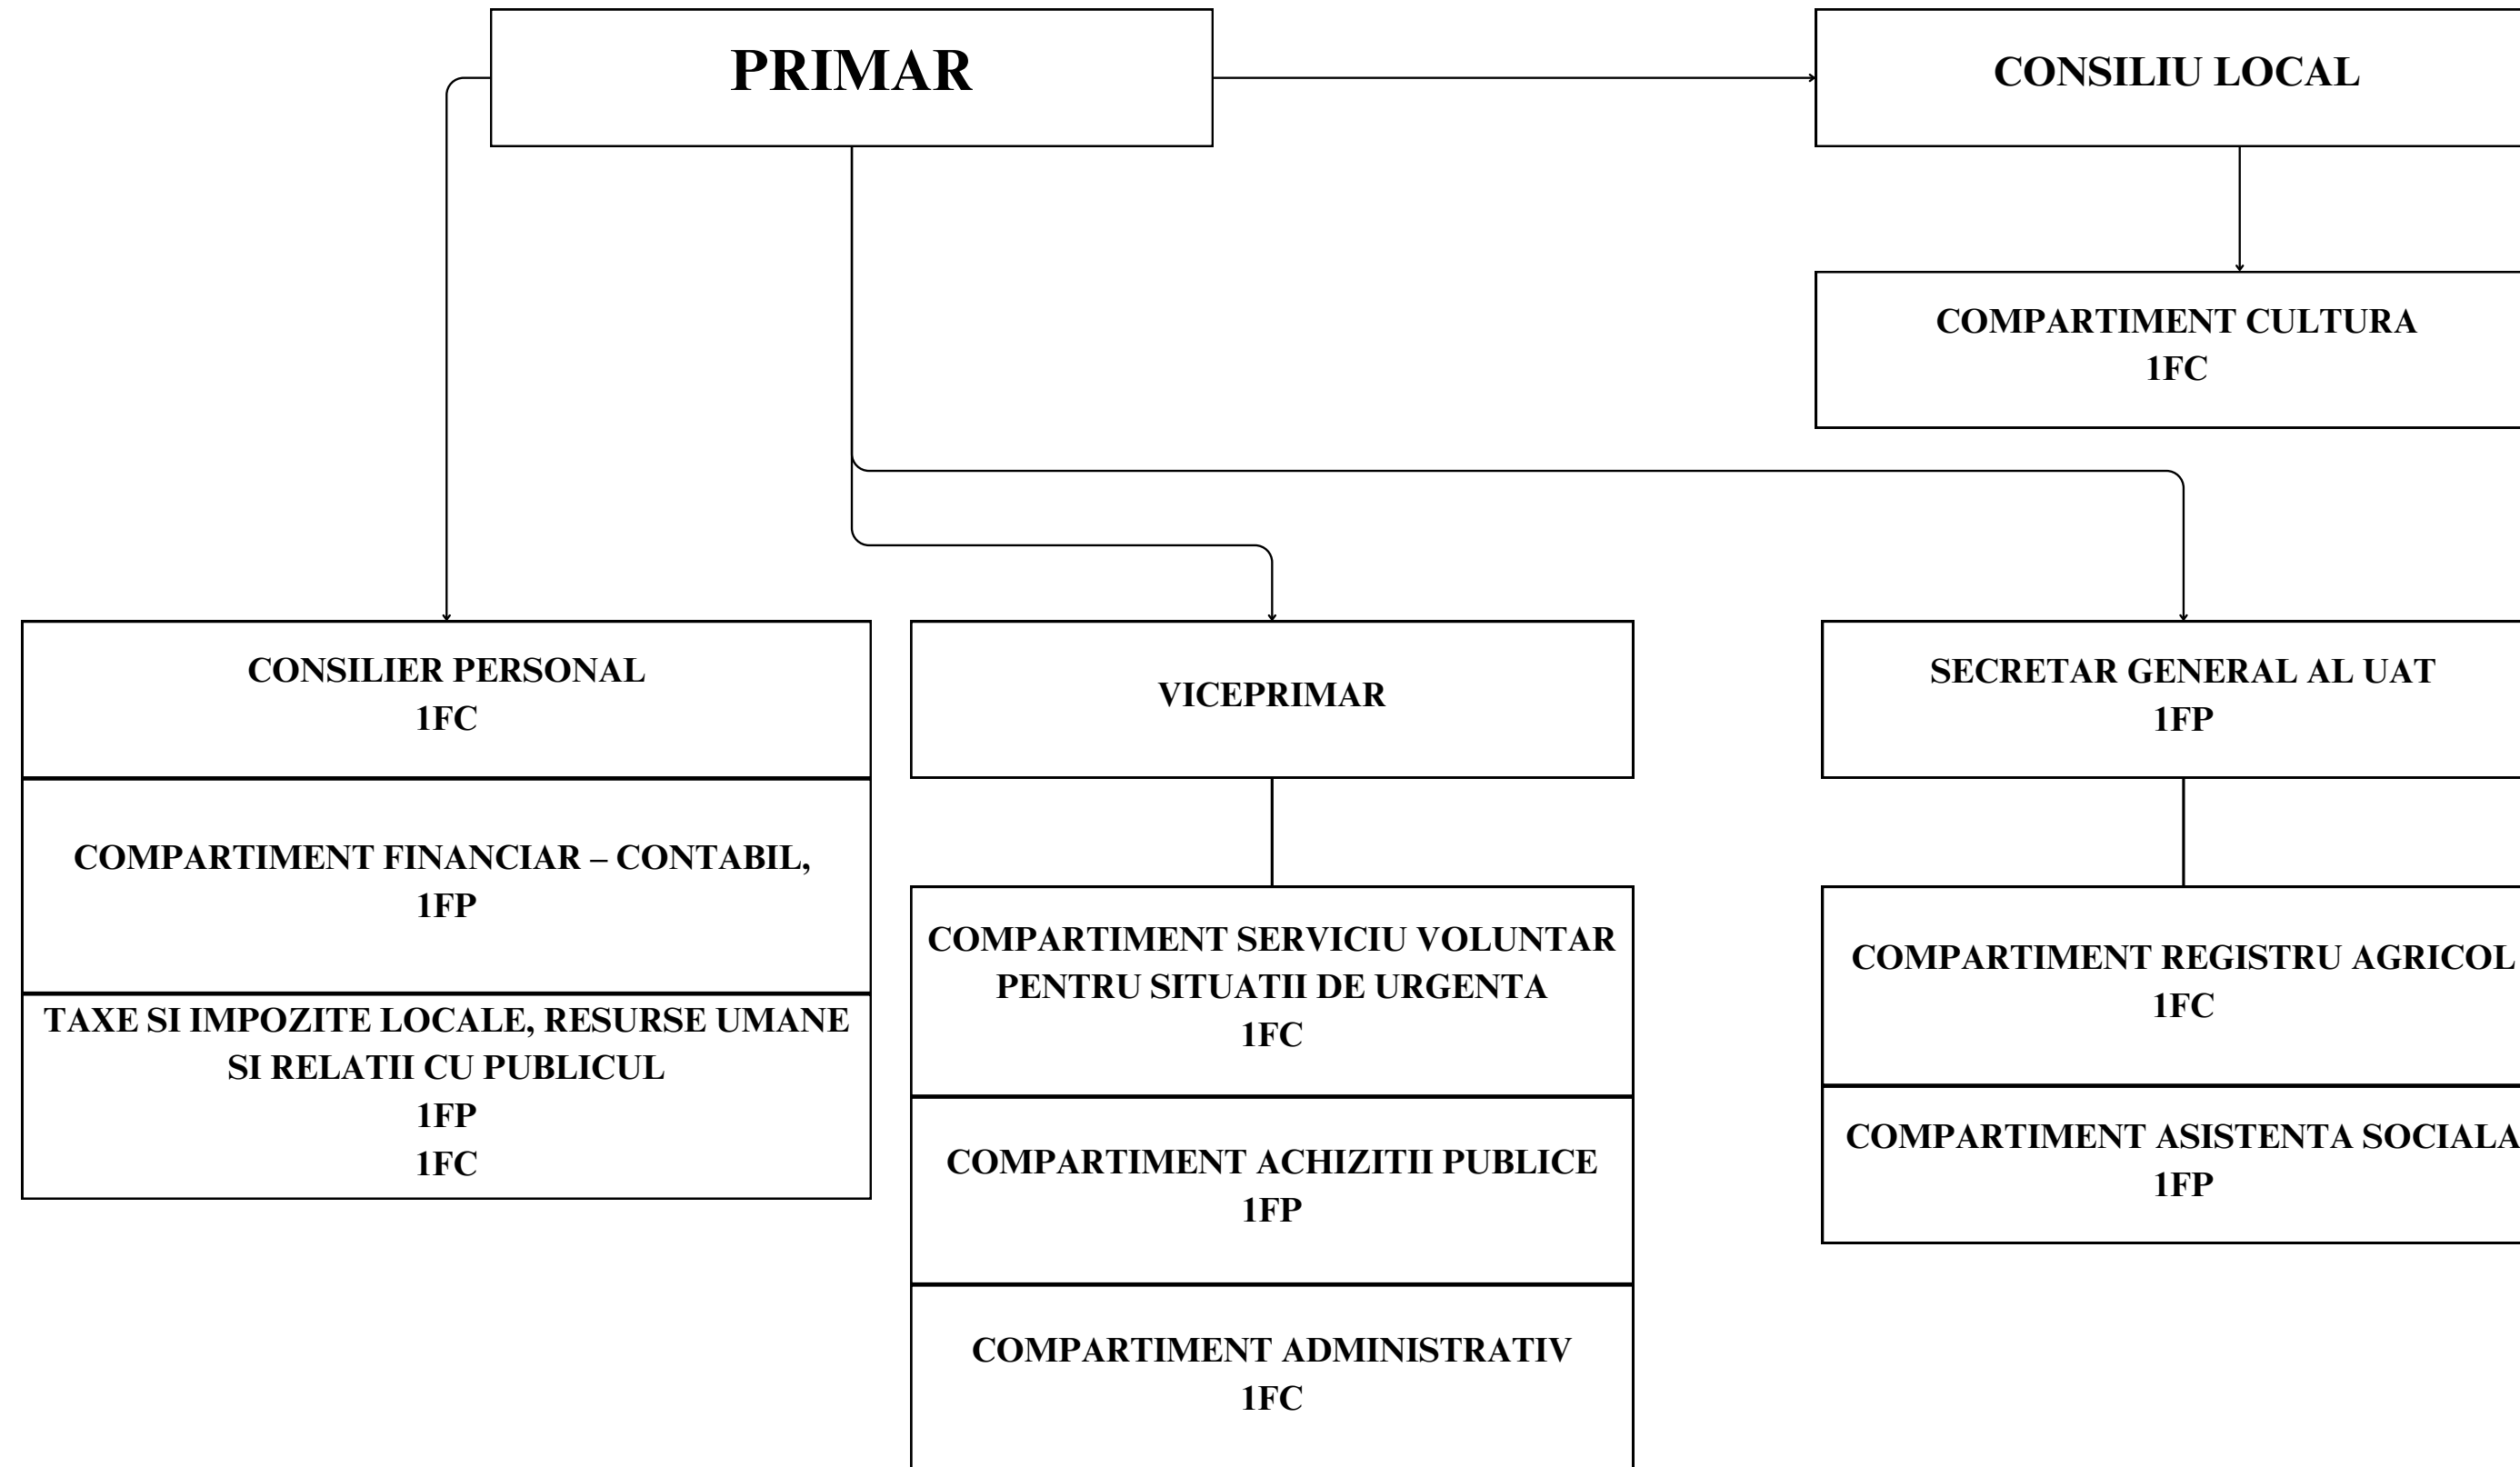 PRIMAR
CONSILIU LOCAL
COMPARTIMENT CULTURA
1FC
CONSILIER PERSONAL
1FC
COMPARTIMENT FINANCIAR – CONTABIL,
1FP
TAXE SI IMPOZITE LOCALE, RESURSE UMANE
SI RELATII CU PUBLICUL
1FP
1FC
VICEPRIMAR
COMPARTIMENT SERVICIU VOLUNTAR
PENTRU SITUATII DE URGENTA
1FC
COMPARTIMENT ACHIZITII PUBLICE
1FP
COMPARTIMENT ADMINISTRATIV
1FC
SECRETAR GENERAL AL UAT
1FP
COMPARTIMENT REGISTRU AGRICOL
1FC
COMPARTIMENT ASISTENTA SOCIALA
1FP